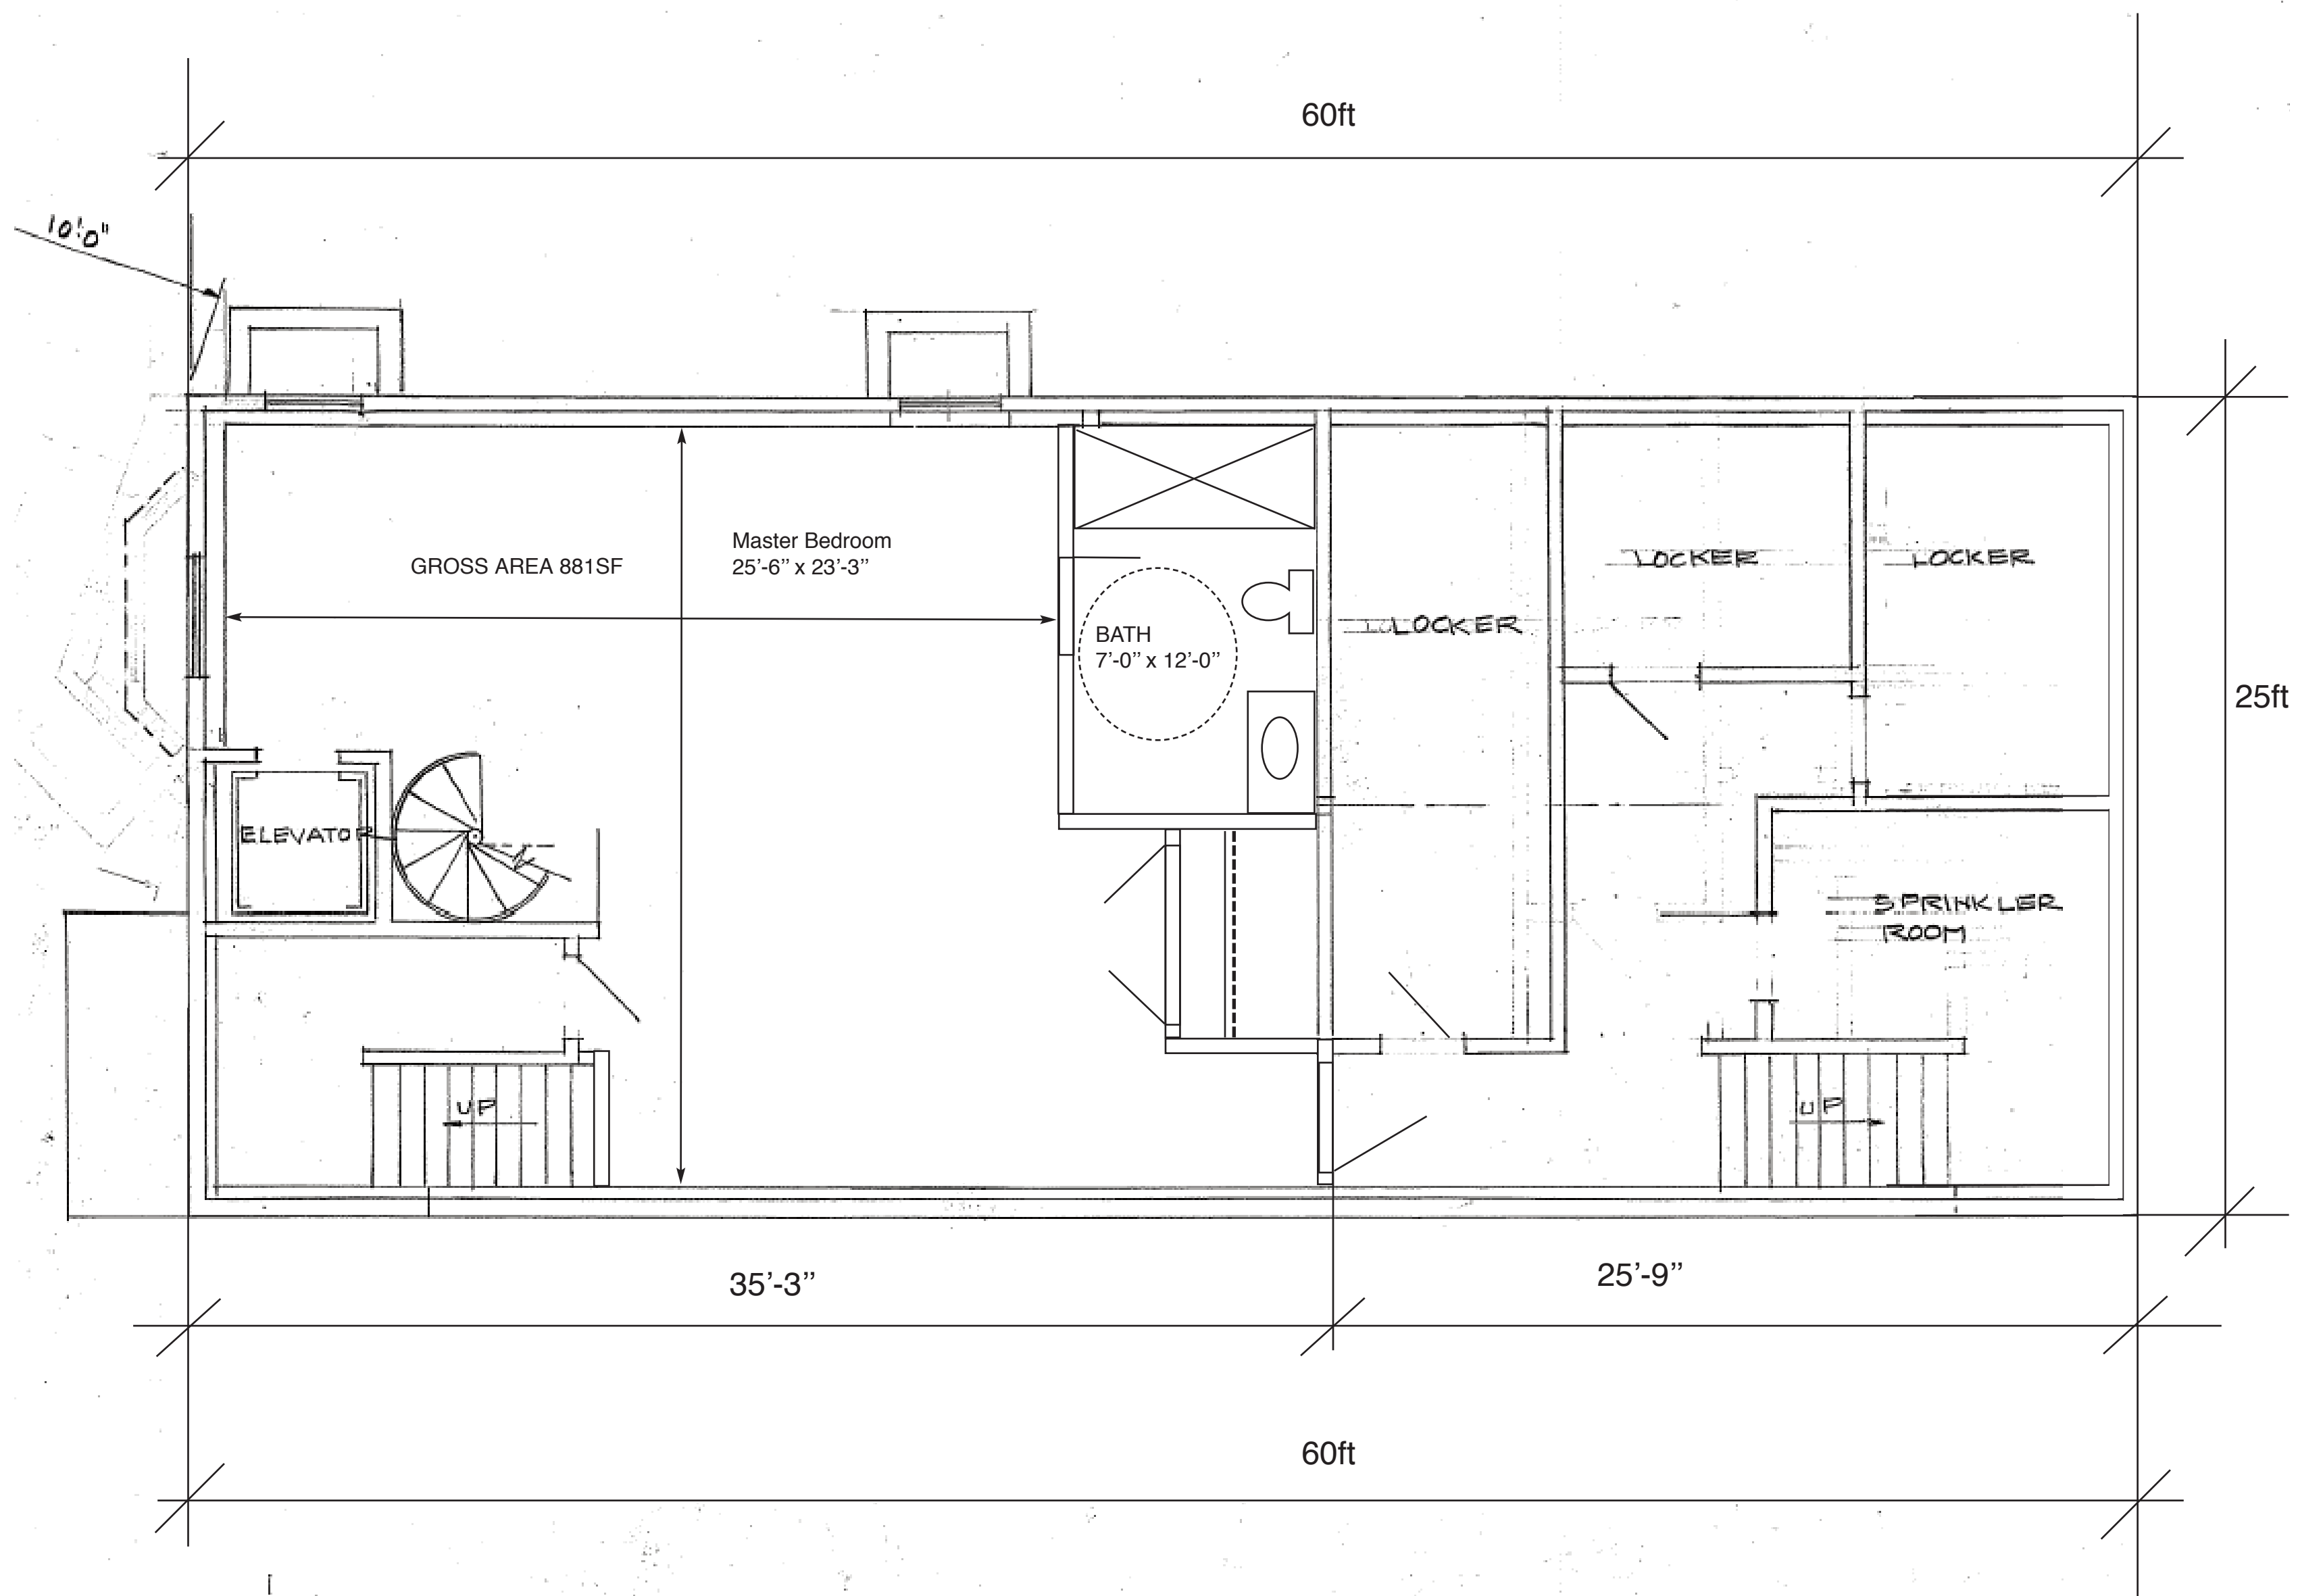 60ft
10'-0"
Master Bedroom
25’-6” x 23’-3”
GROSS AREA 881SF
LOCKER
LOCKER
LOCKER
BATH
7’-0” x 12’-0”
25ft
ELEVATOR
SPRINKLER
ROOM
UP
UP
35’-3”
25’-9”
60ft